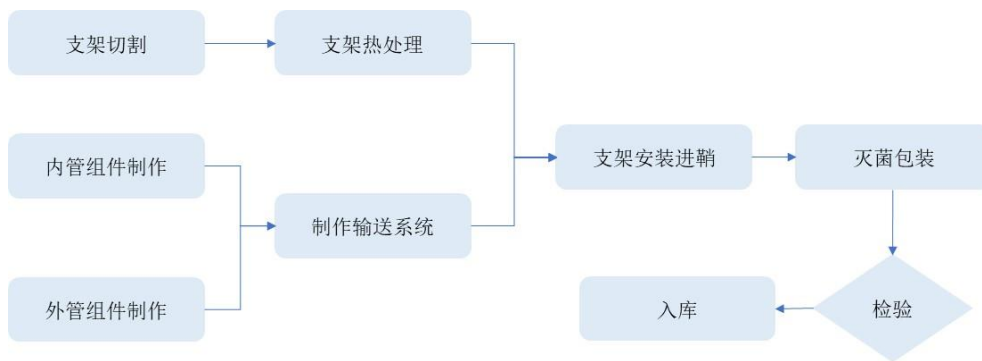 支架切割
支架热处理
内管组件制作
支架安装进鞘
灭菌包装
制作输送系统
外管组件制作
入库
检验